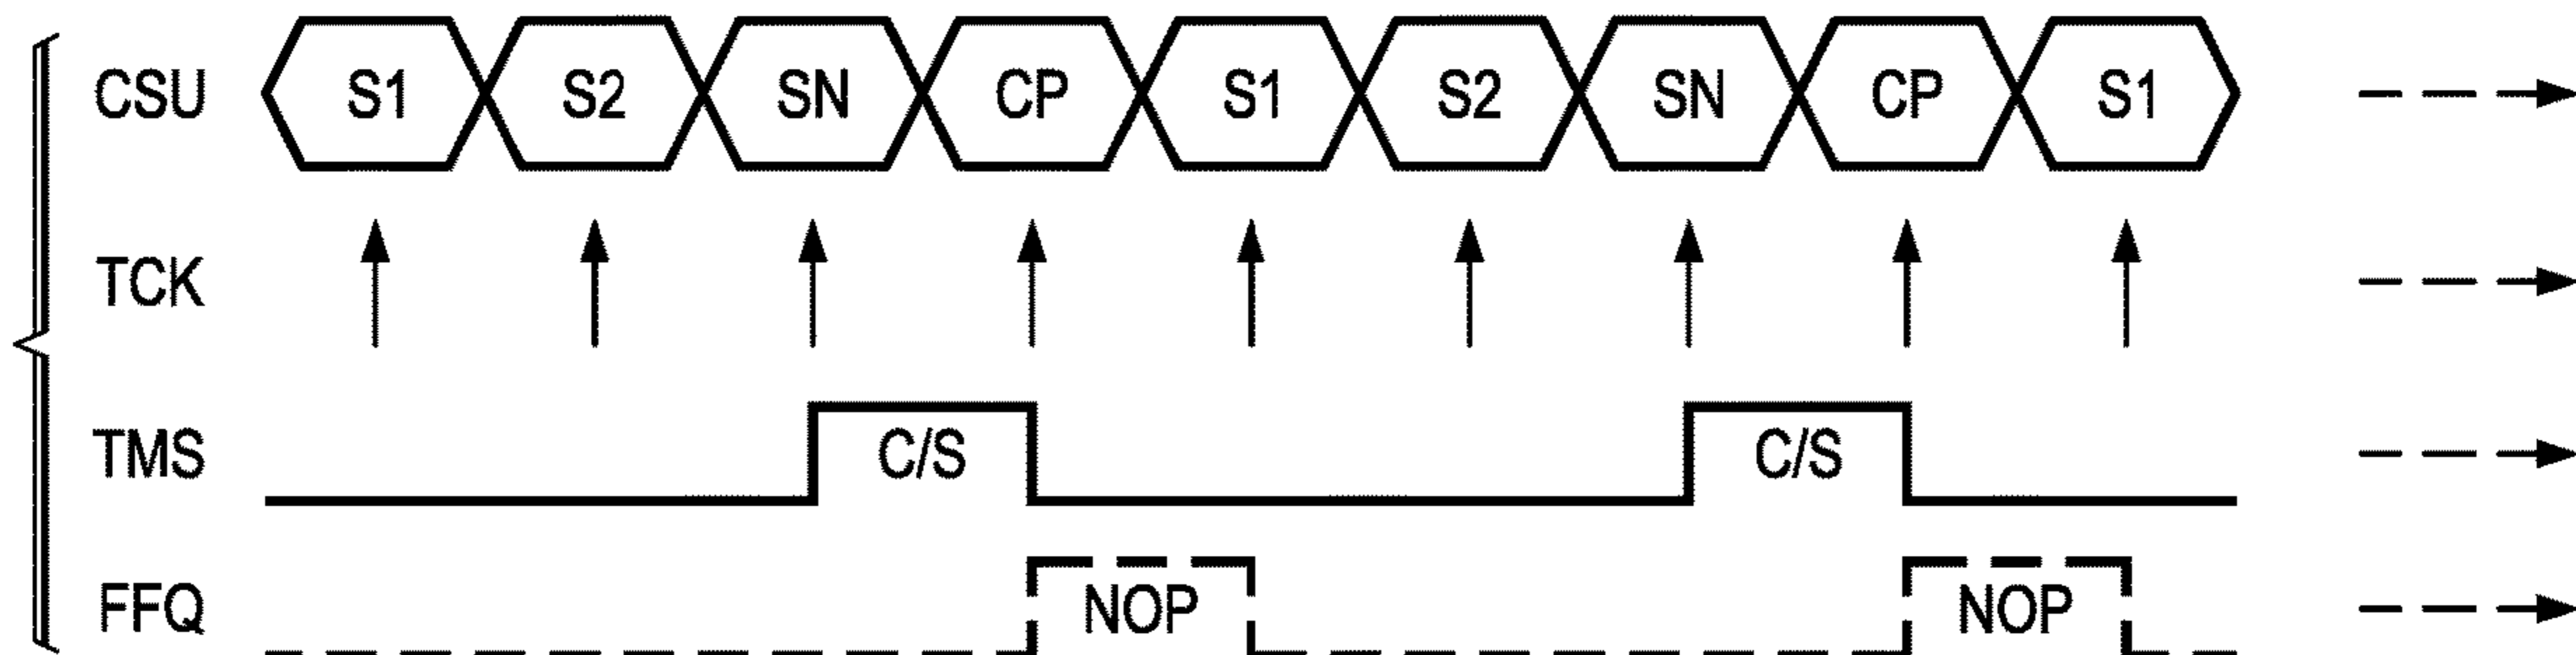 CSU S1 S2 SN CP S1 S2 SN CP S1
TCK
TMS C/S C/S
FFQ NOP NOP